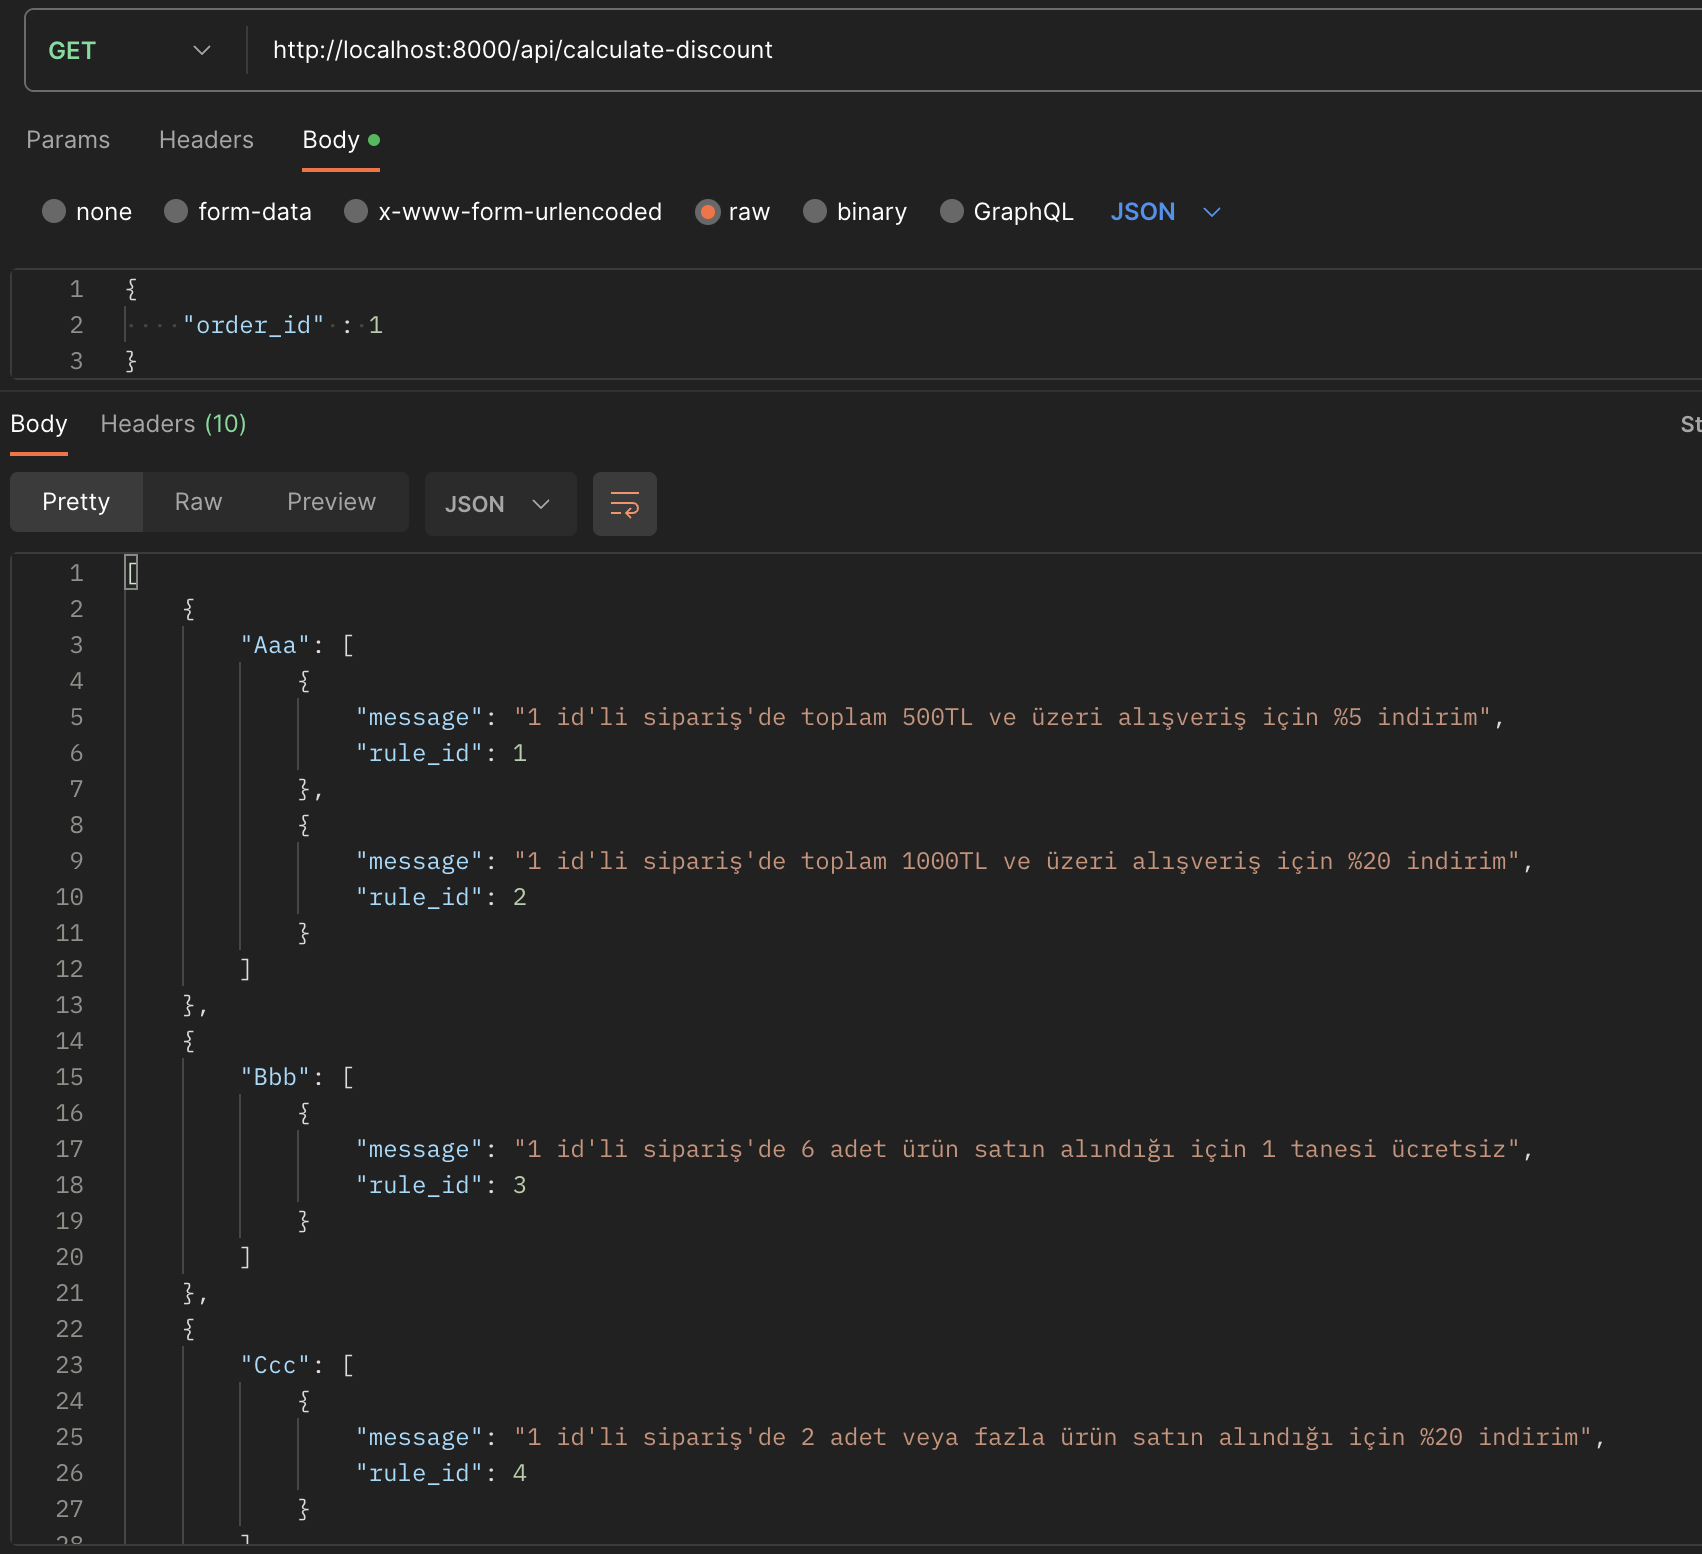 GET http://localhost:8000/api/calculate-discount
Params Headers Body
none form-data x-www-form-urlencoded raw binary GraphQL JSON
1 {
2 "order_id" : 1
3 }
Body Headers (10) St
Pretty Raw Preview JSON
1 [
2 {
3 "Aaa": [
4 {
5 "message": "1 id'li sipariş'de toplam 500TL ve üzeri alışveriş için %5 indirim",
6 "rule_id": 1
7 },
8 {
9 "message": "1 id'li sipariş'de toplam 1000TL ve üzeri alışveriş için %20 indirim",
10 "rule_id": 2
11 }
12 ]
13 },
14 {
15 "Bbb": [
16 {
17 "message": "1 id'li sipariş'de 6 adet ürün satın alındığı için 1 tanesi ücretsiz",
18 "rule_id": 3
19 }
20 ]
21 },
22 {
23 "Ccc": [
24 {
25 "message": "1 id'li sipariş'de 2 adet veya fazla ürün satın alındığı için %20 indirim",
26 "rule_id": 4
27 }
28 ]